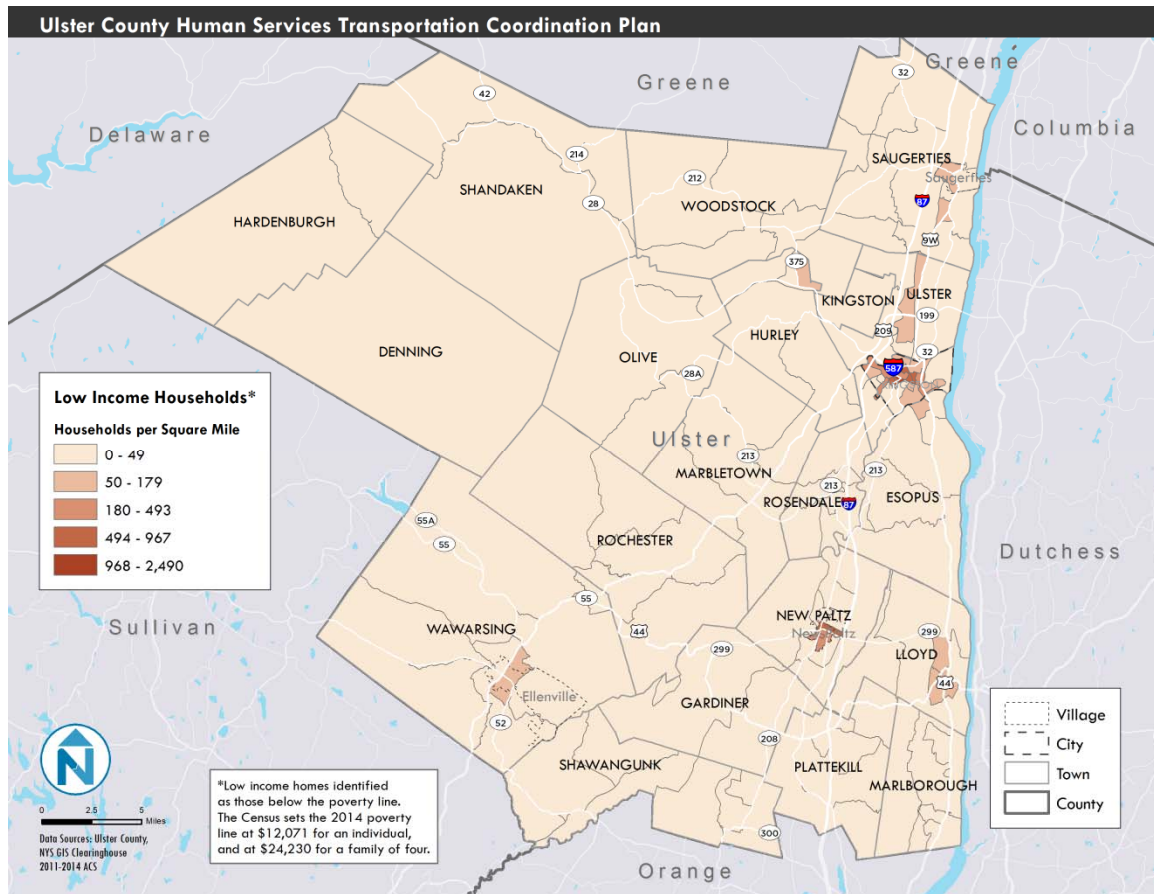 Ulster County Human Services Transportation Coordination Plan
Greene
Greene
32
42
Delaware
Columbia
214
SAUGERTIES
Saugerties
212
SHANDAKEN
28
WOODSTOCK
87
HARDENBURGH
9W
375
KINGSTON
ULSTER
199
209
HURLEY
DENNING
OLIVE
32
587
28A
Low Income Households*
Households per Square Mile
0 - 49
50 - 179
180 - 493
494 - 967
968 - 2,490
Ulster
213
MARBLETOWN
213
213
ROSENDALE
87
ESOPUS
55A
55
ROCHESTER
Dutchess
55
Sullivan
WAWARSING
44
NEW PALTZ
New Paltz
299
299
LLOYD
44
Ellenville
GARDINER
52
208
SHAWANGUNK
PLATTEKILL
MARLBOROUGH
300
Orange
Village
City
Town
County
N
0 2.5 5
Miles
Data Sources: Ulster County,
NYS GIS Clearinghouse
2011-2014 ACS
*Low income homes identified
as those below the poverty line.
The Census sets the 2014 poverty
line at $12,071 for an individual,
and at $24,230 for a family of four.